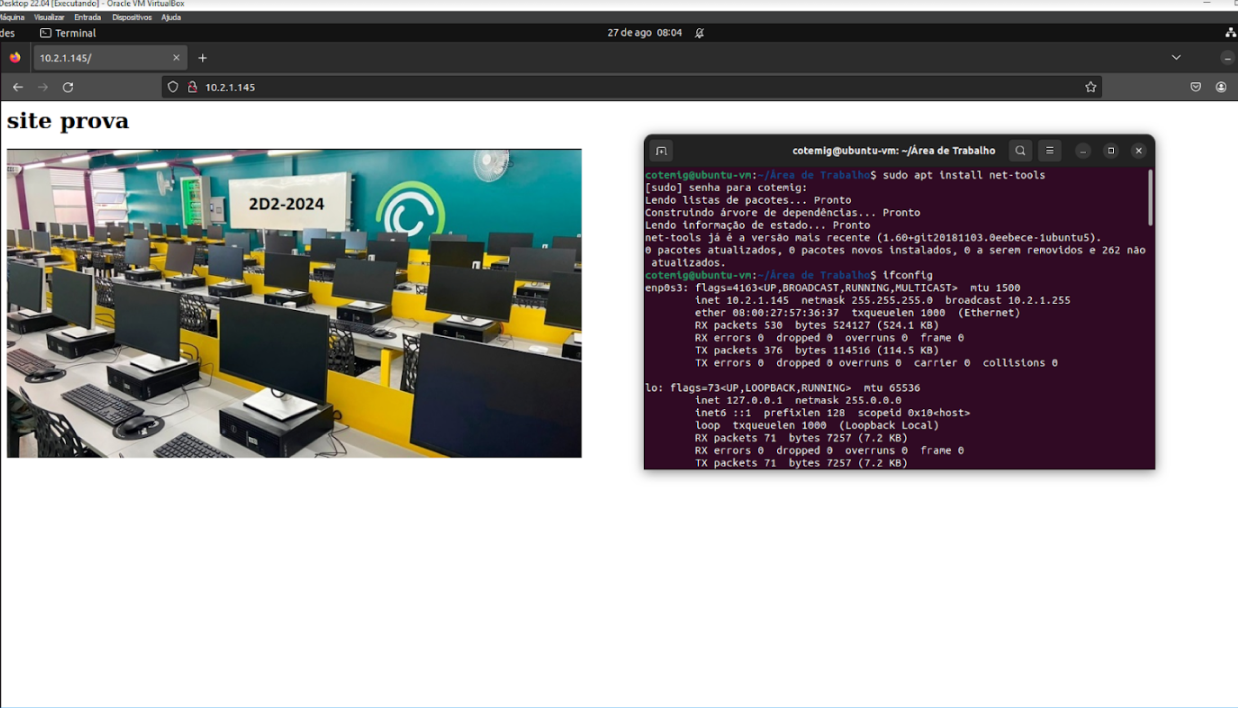 Desktop 22.04 [Executando] - Oracle VM VirtualBox
Máquina Visualizar Entrada Dispositivos Ajuda
des Terminal 27 de ago 08:04
10.2.1.145/
10.2.1.145
site prova
2D2-2024
cotemig@ubuntu-vm: ~/Área de Trabalho
cotemig@ubuntu-vm:~/Área de Trabalho$ sudo apt install net-tools
[sudo] senha para cotemig:
Lendo listas de pacotes... Pronto
Construindo árvore de dependências... Pronto
Lendo informação de estado... Pronto
net-tools já é a versão mais recente (1.60+git20181103.0eebece-1ubuntu5).
0 pacotes atualizados, 0 pacotes novos instalados, 0 a serem removidos e 262 não
atualizados.
cotemig@ubuntu-vm:~/Área de Trabalho$ ifconfig
enp0s3: flags=4163<UP,BROADCAST,RUNNING,MULTICAST> mtu 1500
inet 10.2.1.145 netmask 255.255.255.0 broadcast 10.2.1.255
ether 08:00:27:57:36:37 txqueuelen 1000 (Ethernet)
RX packets 530 bytes 524127 (524.1 KB)
RX errors 0 dropped 0 overruns 0 frame 0
TX packets 376 bytes 114516 (114.5 KB)
TX errors 0 dropped 0 overruns 0 carrier 0 collisions 0
lo: flags=73<UP,LOOPBACK,RUNNING> mtu 65536
inet 127.0.0.1 netmask 255.0.0.0
inet6 ::1 prefixlen 128 scopeid 0x10<host>
loop txqueuelen 1000 (Loopback Local)
RX packets 71 bytes 7257 (7.2 KB)
RX errors 0 dropped 0 overruns 0 frame 0
TX packets 71 bytes 7257 (7.2 KB)